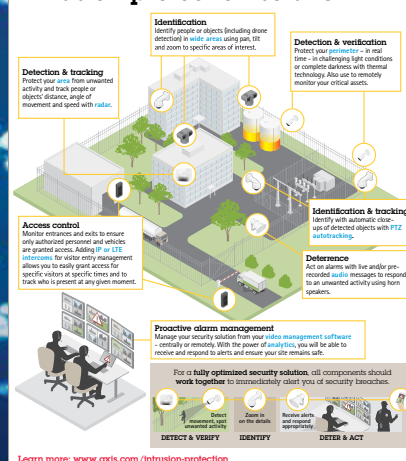 Identification
Identify people or objects (including drone
detection) in wide areas using pan, tilt
and zoom to specific areas of interest.
Detection & verification
Protect your perimeter – in real
time - in challenging light conditions
or complete darkness with thermal
technology. Also use to remotely
monitor your critical assets.
Detection & tracking
Protect your area from unwanted
activity and track people or
objects' distance, angle of
movement and speed with radar.
Identification & tracking
Identify with automatic close-
ups of detected objects with PTZ
autotracking.
Access control
Monitor entrances and exits to ensure
only authorized personnel and vehicles
are granted access. Adding IP or LTE
intercoms for visitor entry management
allows you to easily grant access for
specific visitors at specific times and to
track who is present at any given moment.
Deterrence
Act on alarms with live and/or pre-
recorded audio messages to respond
to an unwanted activity using horn
speakers.
Proactive alarm management
Manage your security solution from your video management software
- centrally or remotely. With the power of analytics, you will be able to
receive and respond to alerts and ensure your site remains safe.
For a fully optimized security solution, all components should
work together to immediately alert you of security breaches.
Detect
movement, spot
unwanted activity
Zoom in
on the details
Receive alerts
and respond
appropriately
DETECT & VERIFY
IDENTIFY
DETER & ACT
Learn more: www.axis.com/intrusion-protection